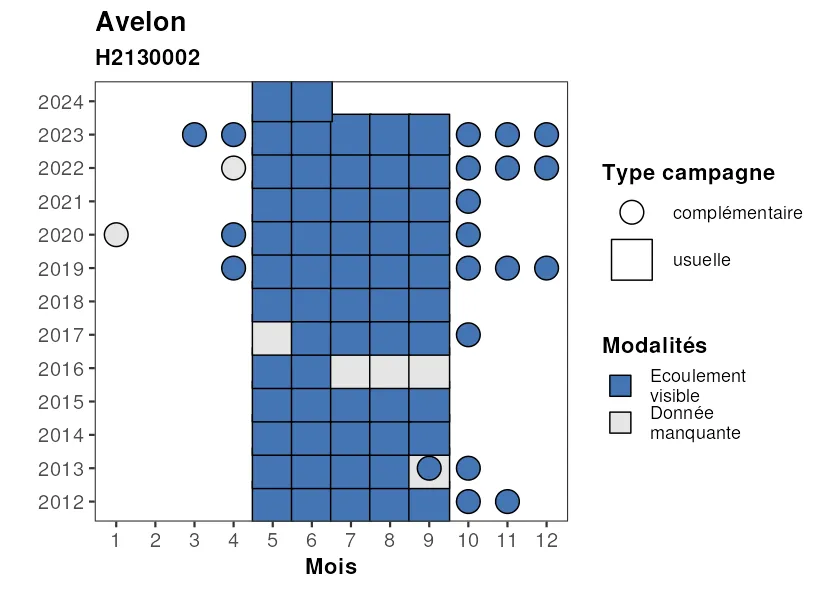 Avelon
H2130002
2024
2023
2022
2021
2020
2019
2018
2017
2016
2015
2014
2013
2012
1 2 3 4 5 6 7 8 9 10 11 12
Mois
Type campagne
complémentaire
usuelle
Modalités
Ecoulement
visible
Donnée
manquante